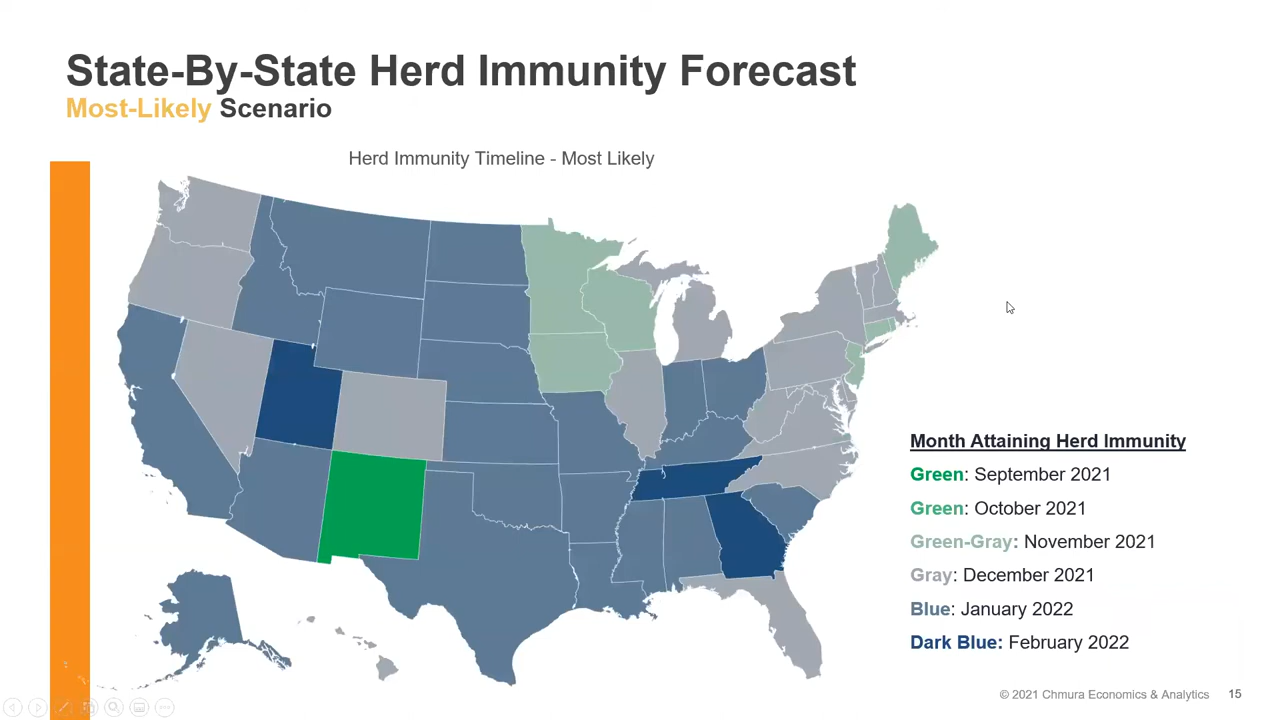 State-By-State Herd Immunity Forecast
Most-Likely Scenario
Herd Immunity Timeline - Most Likely
Month Attaining Herd Immunity
Green: September 2021
Green: October 2021
Green-Gray: November 2021
Gray: December 2021
Blue: January 2022
Dark Blue: February 2022
© 2021 Chmura Economics & Analytics 15